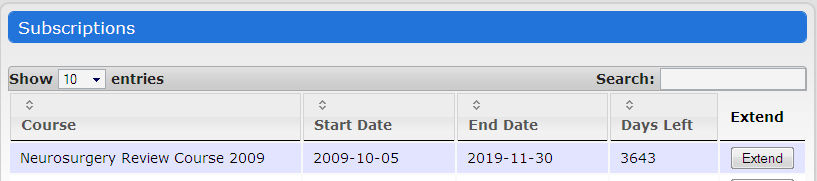 Subscriptions
Show 10 entries Search:
Course Start Date End Date Days Left Extend
Neurosurgery Review Course 2009 2009-10-05 2019-11-30 3643 Extend